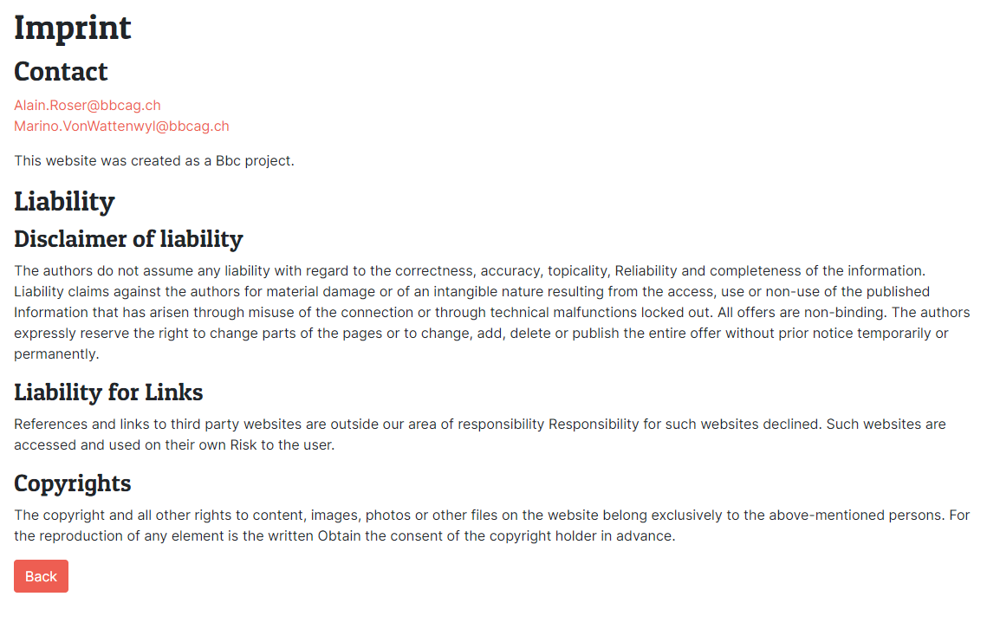 Imprint
Contact
Alain.Roser@bbcag.ch
Marino.VonWattenwyl@bbcag.ch
This website was created as a Bbc project.
Liability
Disclaimer of liability
The authors do not assume any liability with regard to the correctness, accuracy, topicality, Reliability and completeness of the information.
Liability claims against the authors for material damage or of an intangible nature resulting from the access, use or non-use of the published
Information that has arisen through misuse of the connection or through technical malfunctions locked out. All offers are non-binding. The authors
expressly reserve the right to change parts of the pages or to change, add, delete or publish the entire offer without prior notice temporarily or
permanently.
Liability for Links
References and links to third party websites are outside our area of responsibility Responsibility for such websites declined. Such websites are
accessed and used on their own Risk to the user.
Copyrights
The copyright and all other rights to content, images, photos or other files on the website belong exclusively to the above-mentioned persons. For
the reproduction of any element is the written Obtain the consent of the copyright holder in advance.
Back